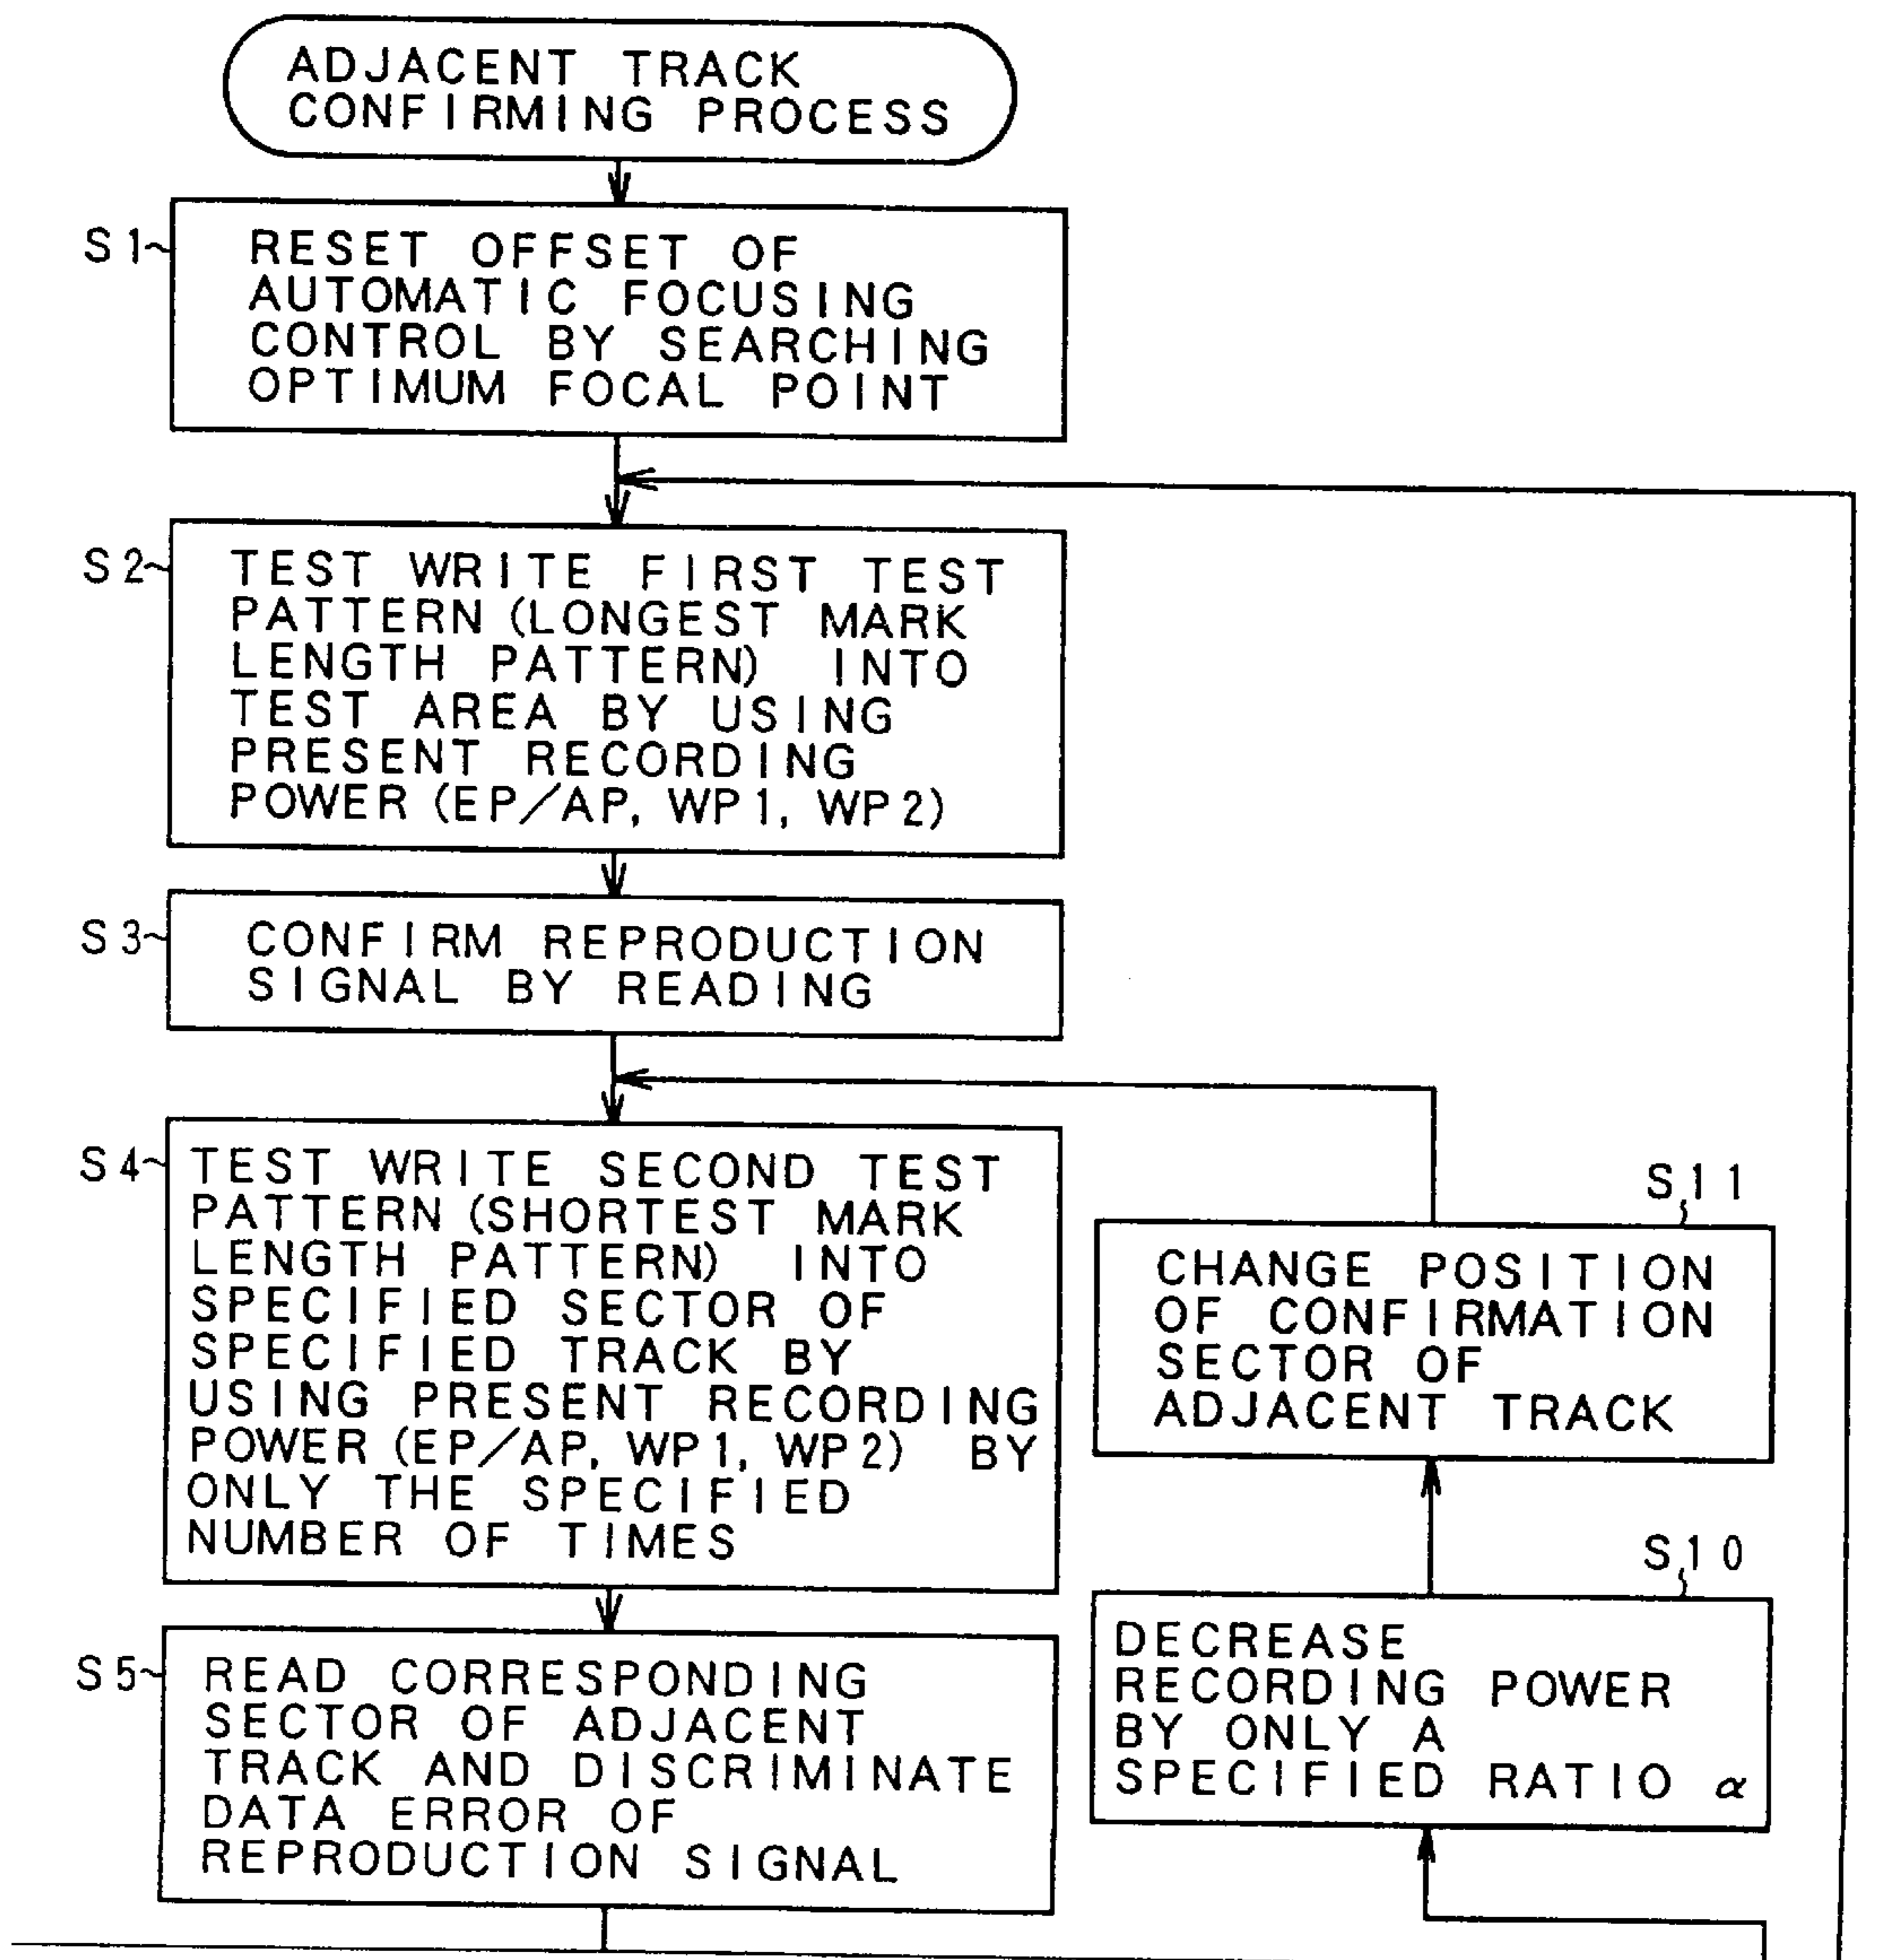 ADJACENT TRACK
CONFIRMING PROCESS
S1
RESET OFFSET OF
AUTOMATIC FOCUSING
CONTROL BY SEARCHING
OPTIMUM FOCAL POINT
S2
TEST WRITE FIRST TEST
PATTERN (LONGEST MARK
LENGTH PATTERN) INTO
TEST AREA BY USING
PRESENT RECORDING
POWER (EP/AP, WP1, WP2)
S3
CONFIRM REPRODUCTION
SIGNAL BY READING
S4
TEST WRITE SECOND TEST
PATTERN (SHORTEST MARK
LENGTH PATTERN) INTO
SPECIFIED SECTOR OF
SPECIFIED TRACK BY
USING PRESENT RECORDING
POWER (EP/AP, WP1, WP2) BY
ONLY THE SPECIFIED
NUMBER OF TIMES
S5
READ CORRESPONDING
SECTOR OF ADJACENT
TRACK AND DISCRIMINATE
DATA ERROR OF
REPRODUCTION SIGNAL
S11
CHANGE POSITION
OF CONFIRMATION
SECTOR OF
ADJACENT TRACK
S10
DECREASE
RECORDING POWER
BY ONLY A
SPECIFIED RATIO α